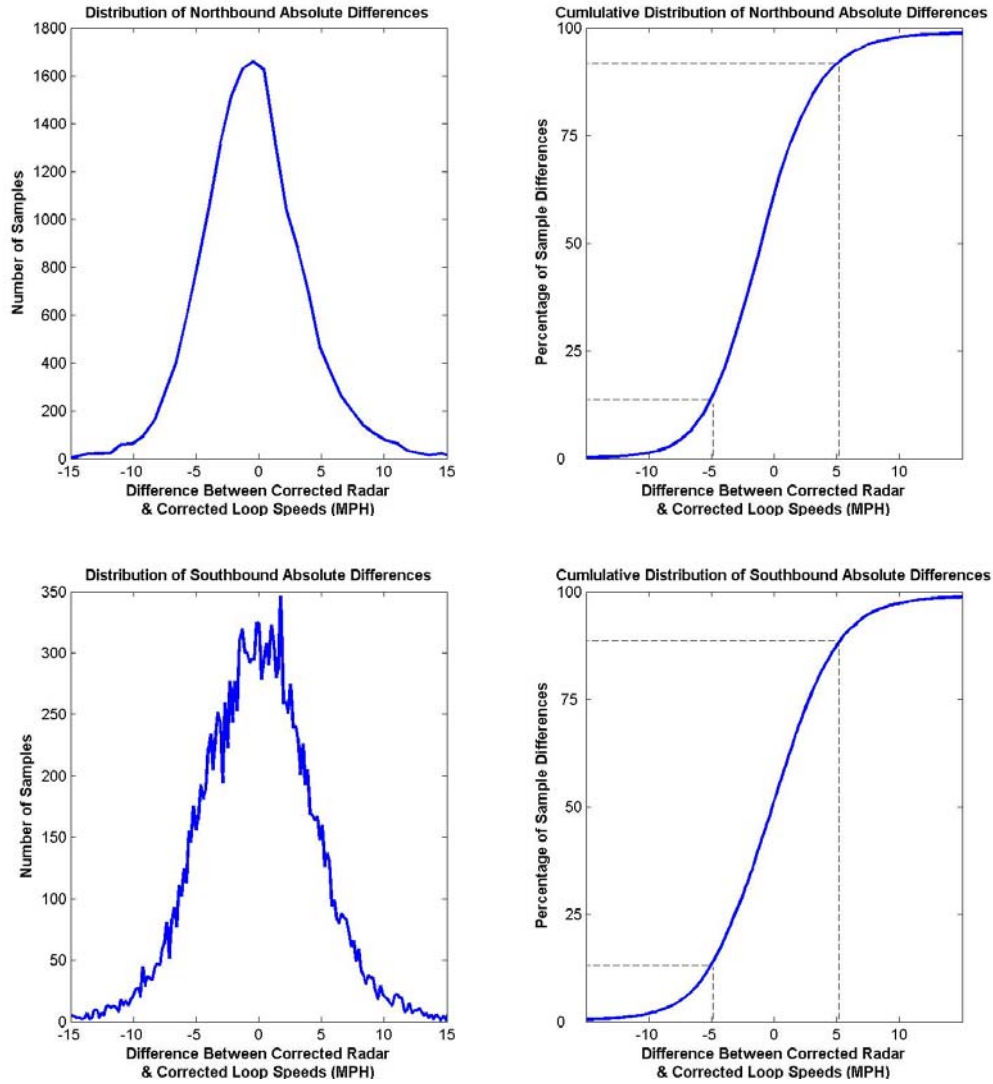 Distribution of Northbound Absolute Differences
1800
1600
1400
1200
1000
800
600
400
200
0
Number of Samples
-15 -10 -5 0 5 10 15
Difference Between Corrected Radar
& Corrected Loop Speeds (MPH)
Cumlulative Distribution of Northbound Absolute Differences
100
75
50
25
0
Percentage of Sample Differences
-10 -5 0 5 10
Difference Between Corrected Radar
& Corrected Loop Speeds (MPH)
Distribution of Southbound Absolute Differences
350
300
250
200
150
100
50
0
Number of Samples
-15 -10 -5 0 5 10 15
Difference Between Corrected Radar
& Corrected Loop Speeds (MPH)
Cumlulative Distribution of Southbound Absolute Differences
100
75
50
25
0
Percentage of Sample Differences
-10 -5 0 5 10
Difference Between Corrected Radar
& Corrected Loop Speeds (MPH)